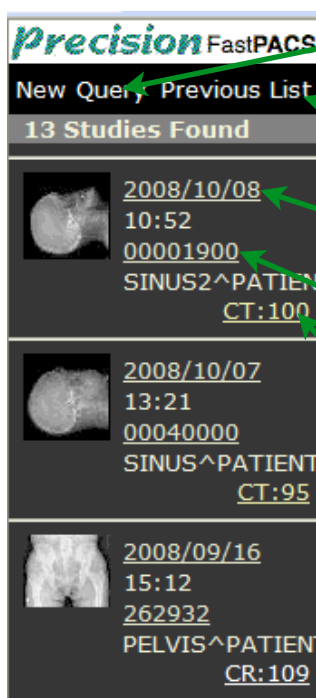 Precision FastPACS
New Query Previous List
13 Studies Found
2008/10/08
10:52
00001900
SINUS2^PATIENT
CT:100
2008/10/07
13:21
00040000
SINUS^PATIENT
CT:95
2008/09/16
15:12
262932
PELVIS^PATIENT
CR:109